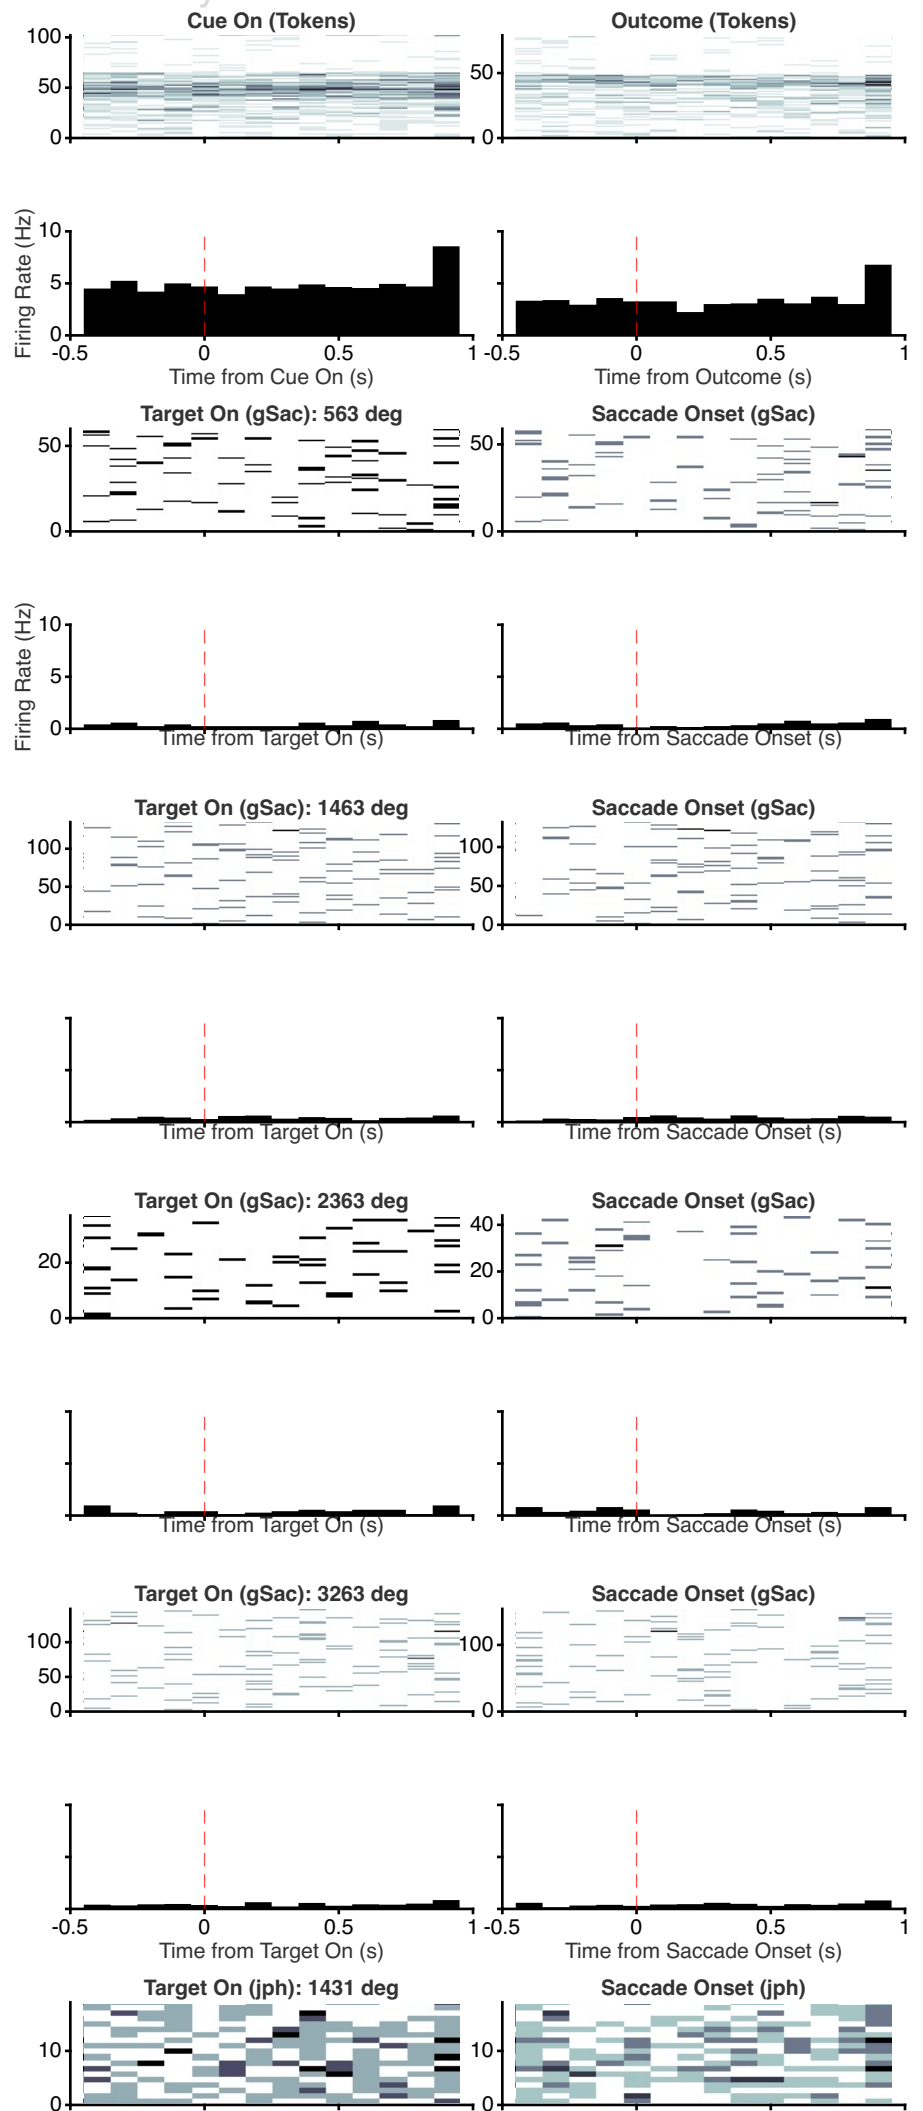 Cue On (Tokens) Outcome (Tokens)
100
50
0
50
0
Firing Rate (Hz)
10
5
0
-0.5 0 0.5 1 -0.5 0 0.5 1
Time from Cue On (s) Time from Outcome (s)
Target On (gSac): 563 deg Saccade Onset (gSac)
50
0
50
0
Firing Rate (Hz)
10
5
0
Time from Target On (s) Time from Saccade Onset (s)
Target On (gSac): 1463 deg Saccade Onset (gSac)
100
50
0
100
50
0
Time from Target On (s) Time from Saccade Onset (s)
Target On (gSac): 2363 deg Saccade Onset (gSac)
20
0
40
20
0
Time from Target On (s) Time from Saccade Onset (s)
Target On (gSac): 3263 deg Saccade Onset (gSac)
100
50
0
100
0
-0.5 0 0.5 1 -0.5 0 0.5 1
Time from Target On (s) Time from Saccade Onset (s)
Target On (jph): 1431 deg Saccade Onset (jph)
10
0
10
0